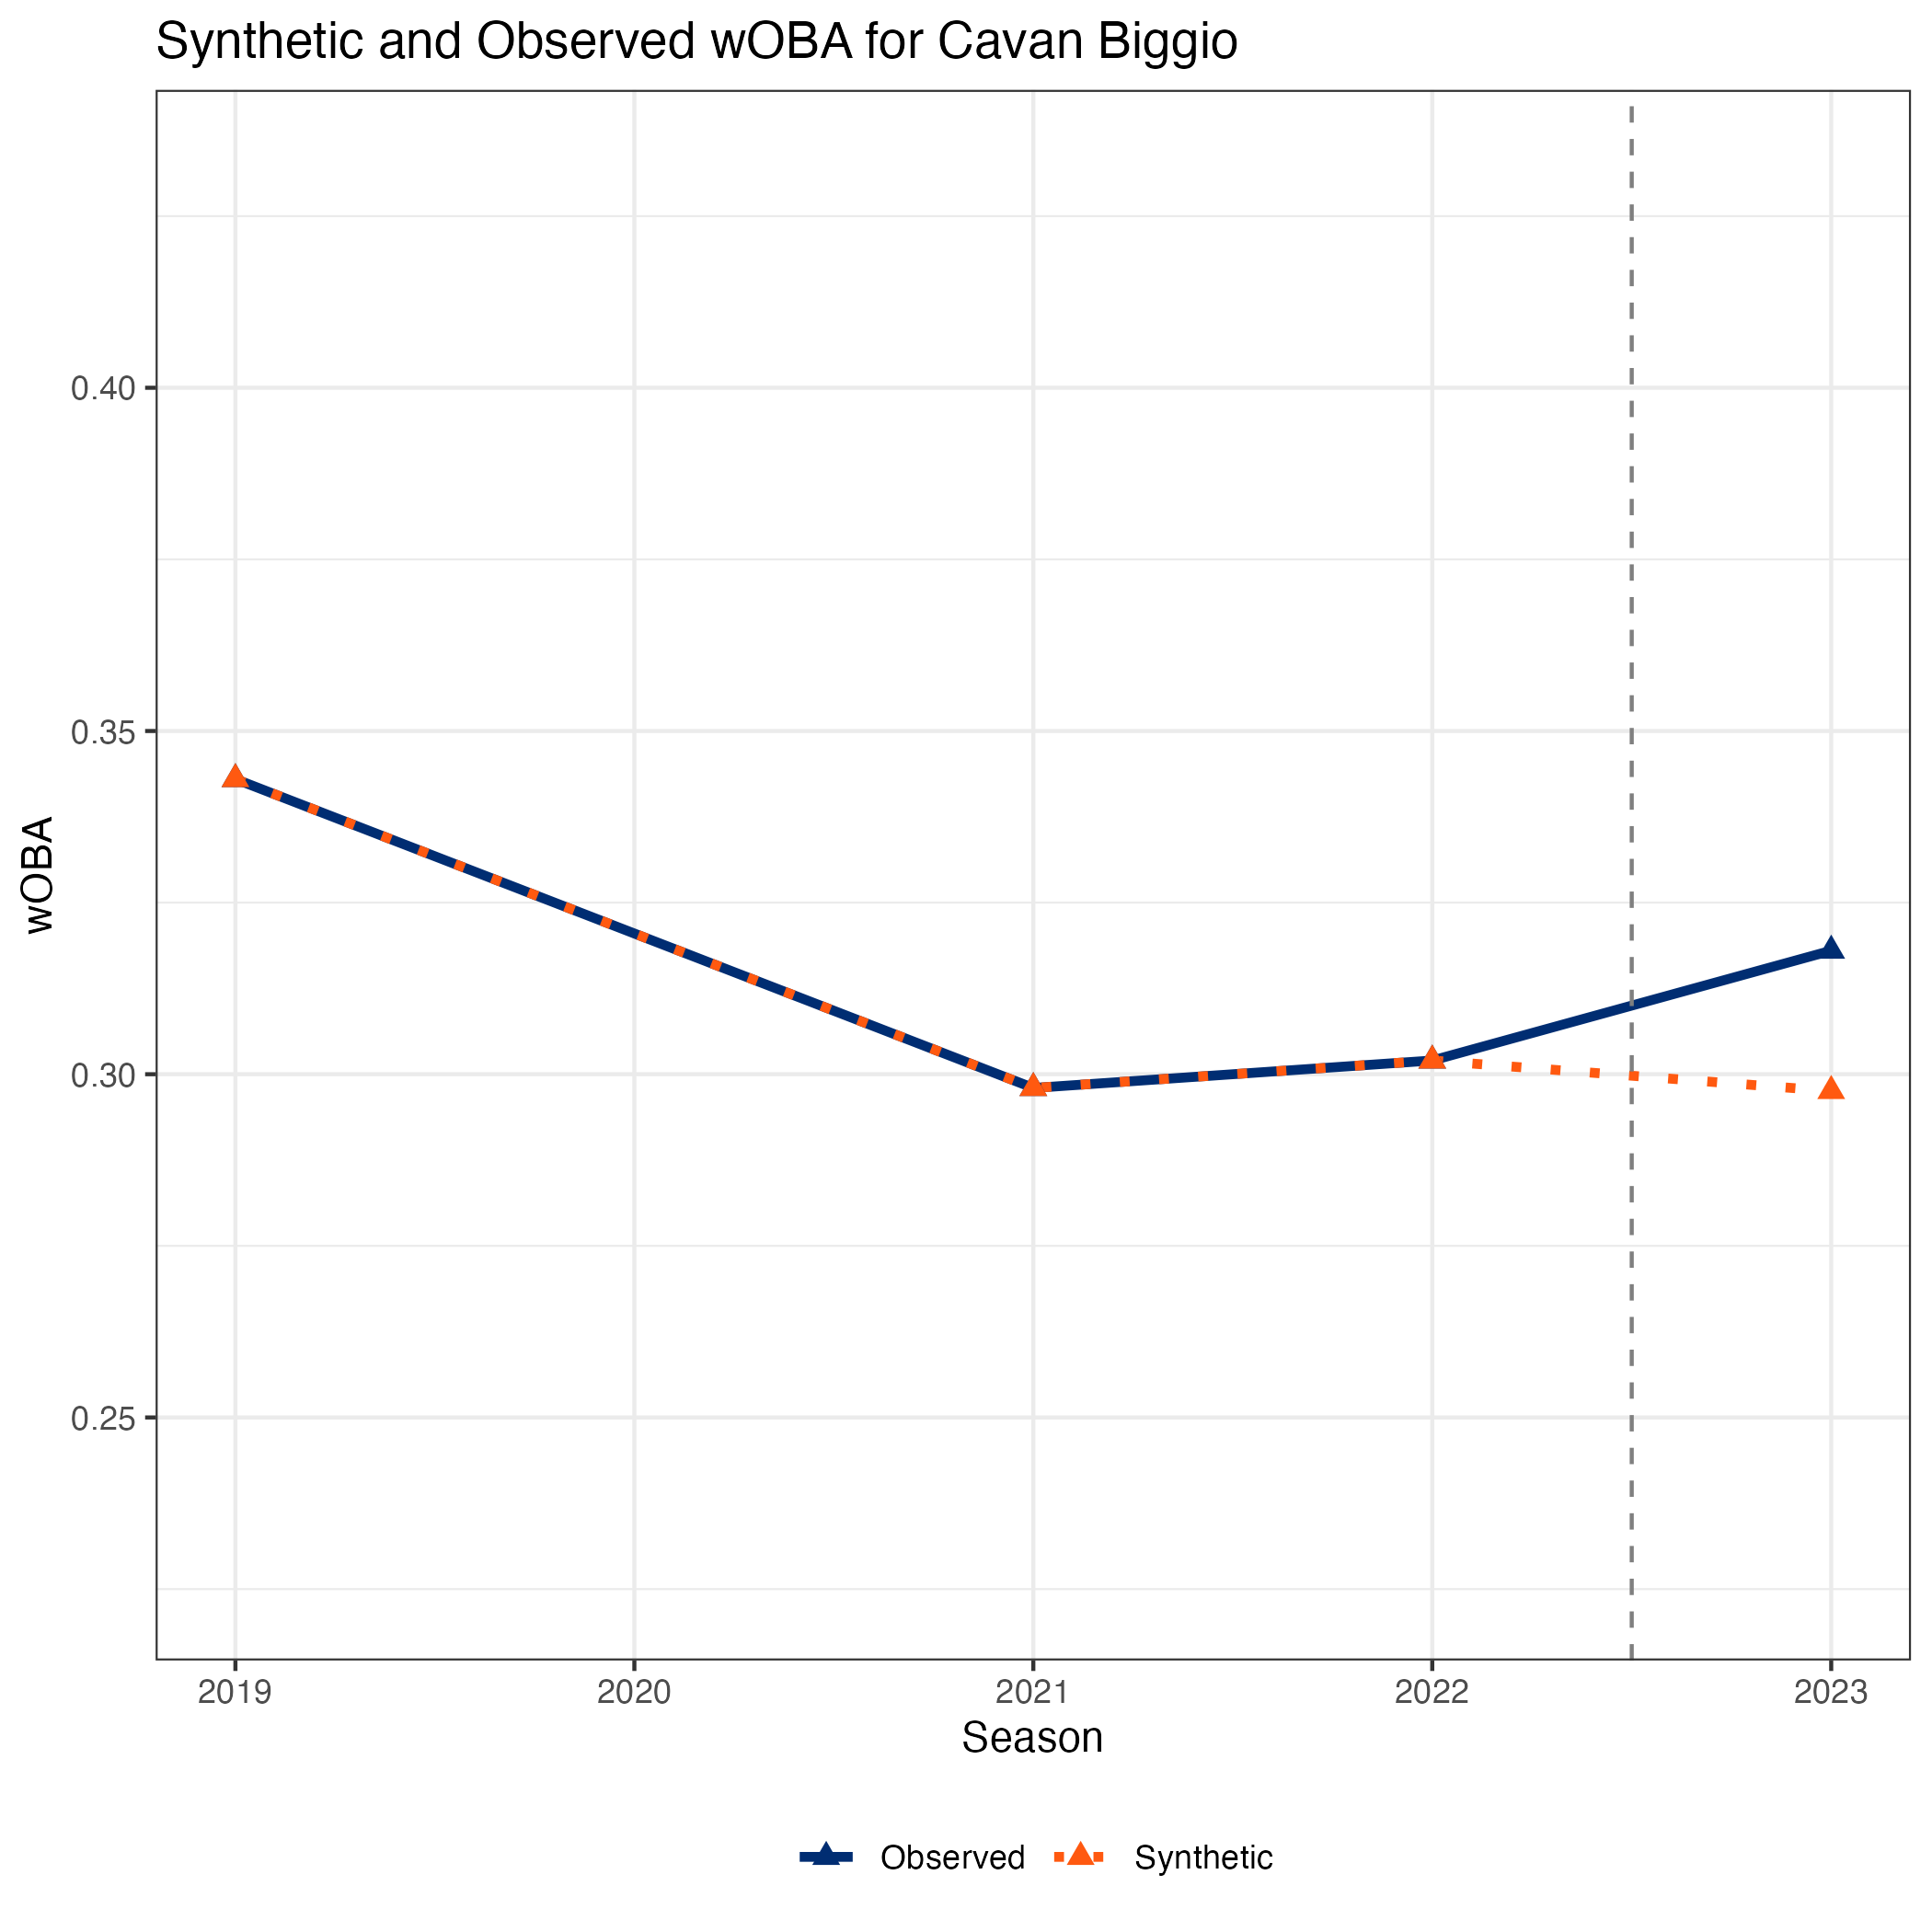 Synthetic and Observed wOBA for Cavan Biggio
wOBA
0.40
0.35
0.30
0.25
2019 2020 2021 2022 2023
Season
Observed Synthetic